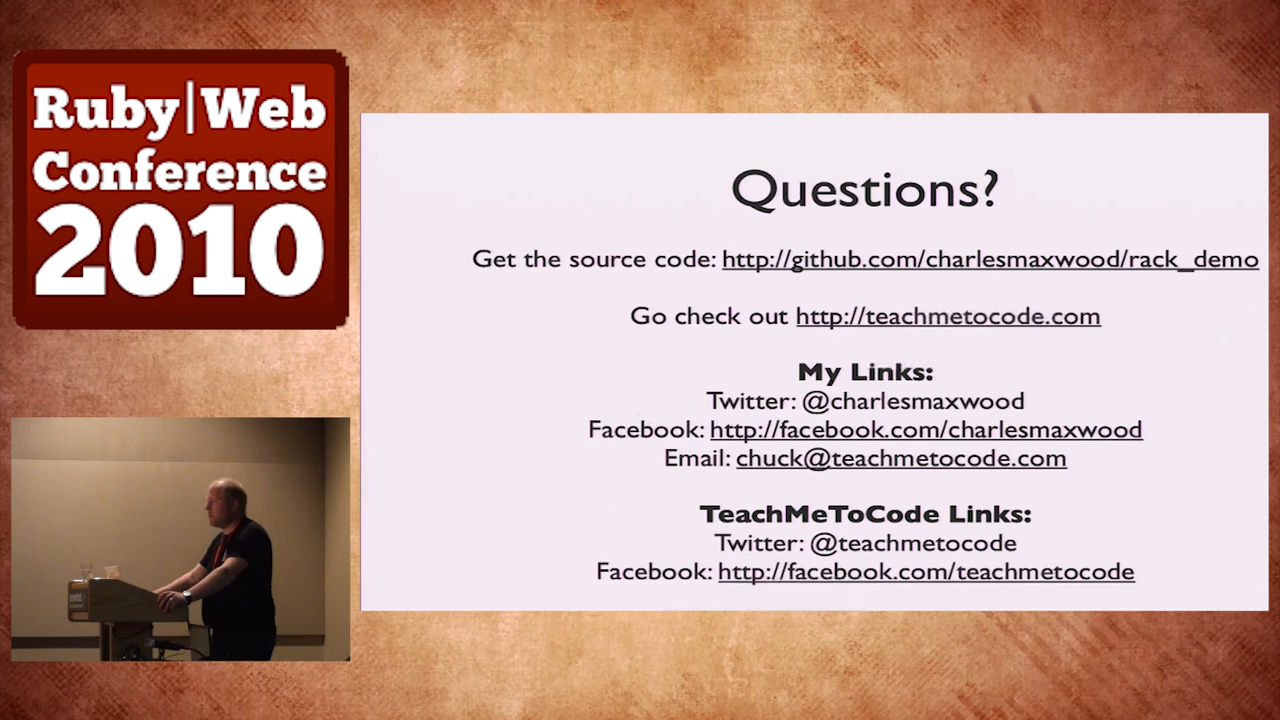 Ruby|Web
Conference
2010
Questions?
Get the source code: http://github.com/charlesmaxwood/rack_demo
Go check out http://teachmetocode.com
My Links:
Twitter: @charlesmaxwood
Facebook: http://facebook.com/charlesmaxwood
Email: chuck@teachmetocode.com
TeachMeToCode Links:
Twitter: @teachmetocode
Facebook: http://facebook.com/teachmetocode